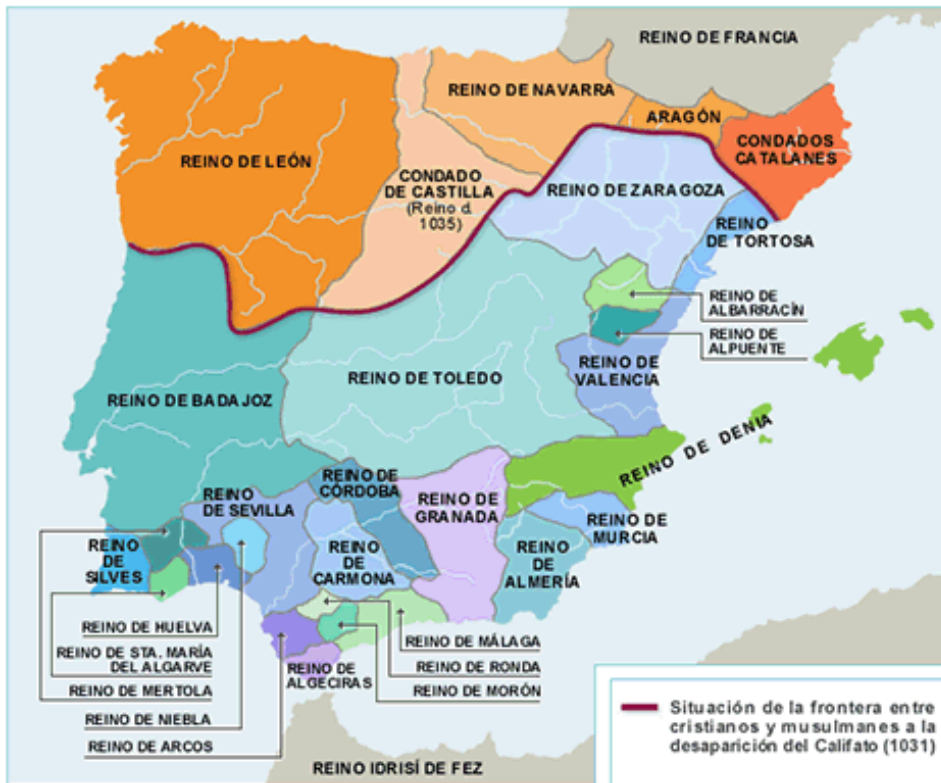 REINO DE FRANCIA
REINO DE NAVARRA
ARAGÓN
CONDADOS
CATALANES
REINO DE LEÓN
CONDADO
DE CASTILLA
(Reino d.
1035)
REINO DE ZARAGOZA
REINO
DE TORTOSA
REINO DE
ALBARRACÍN
REINO DE
ALPUENTE
REINO DE
VALENCIA
REINO DE TOLEDO
REINO DE BADAJOZ
REINO DE DENIA
REINO DE
CÓRDOBA
REINO
DE SEVILLA
REINO DE
GRANADA
REINO DE
MURCIA
REINO
DE
SILVES
REINO
DE
CARMONA
REINO
DE
ALMERÍA
REINO DE HUELVA
REINO DE STA. MARÍA
DEL ALGARVE
REINO DE MERTOLA
REINO DE NIEBLA
REINO DE ARCOS
REINO DE MÁLAGA
REINO DE RONDA
REINO DE MORÓN
REINO DE
ALGECIRAS
REINO IDRISÍ DE FEZ
Situación de la frontera entre
cristianos y musulmanes a la
desaparición del Califato (1031)